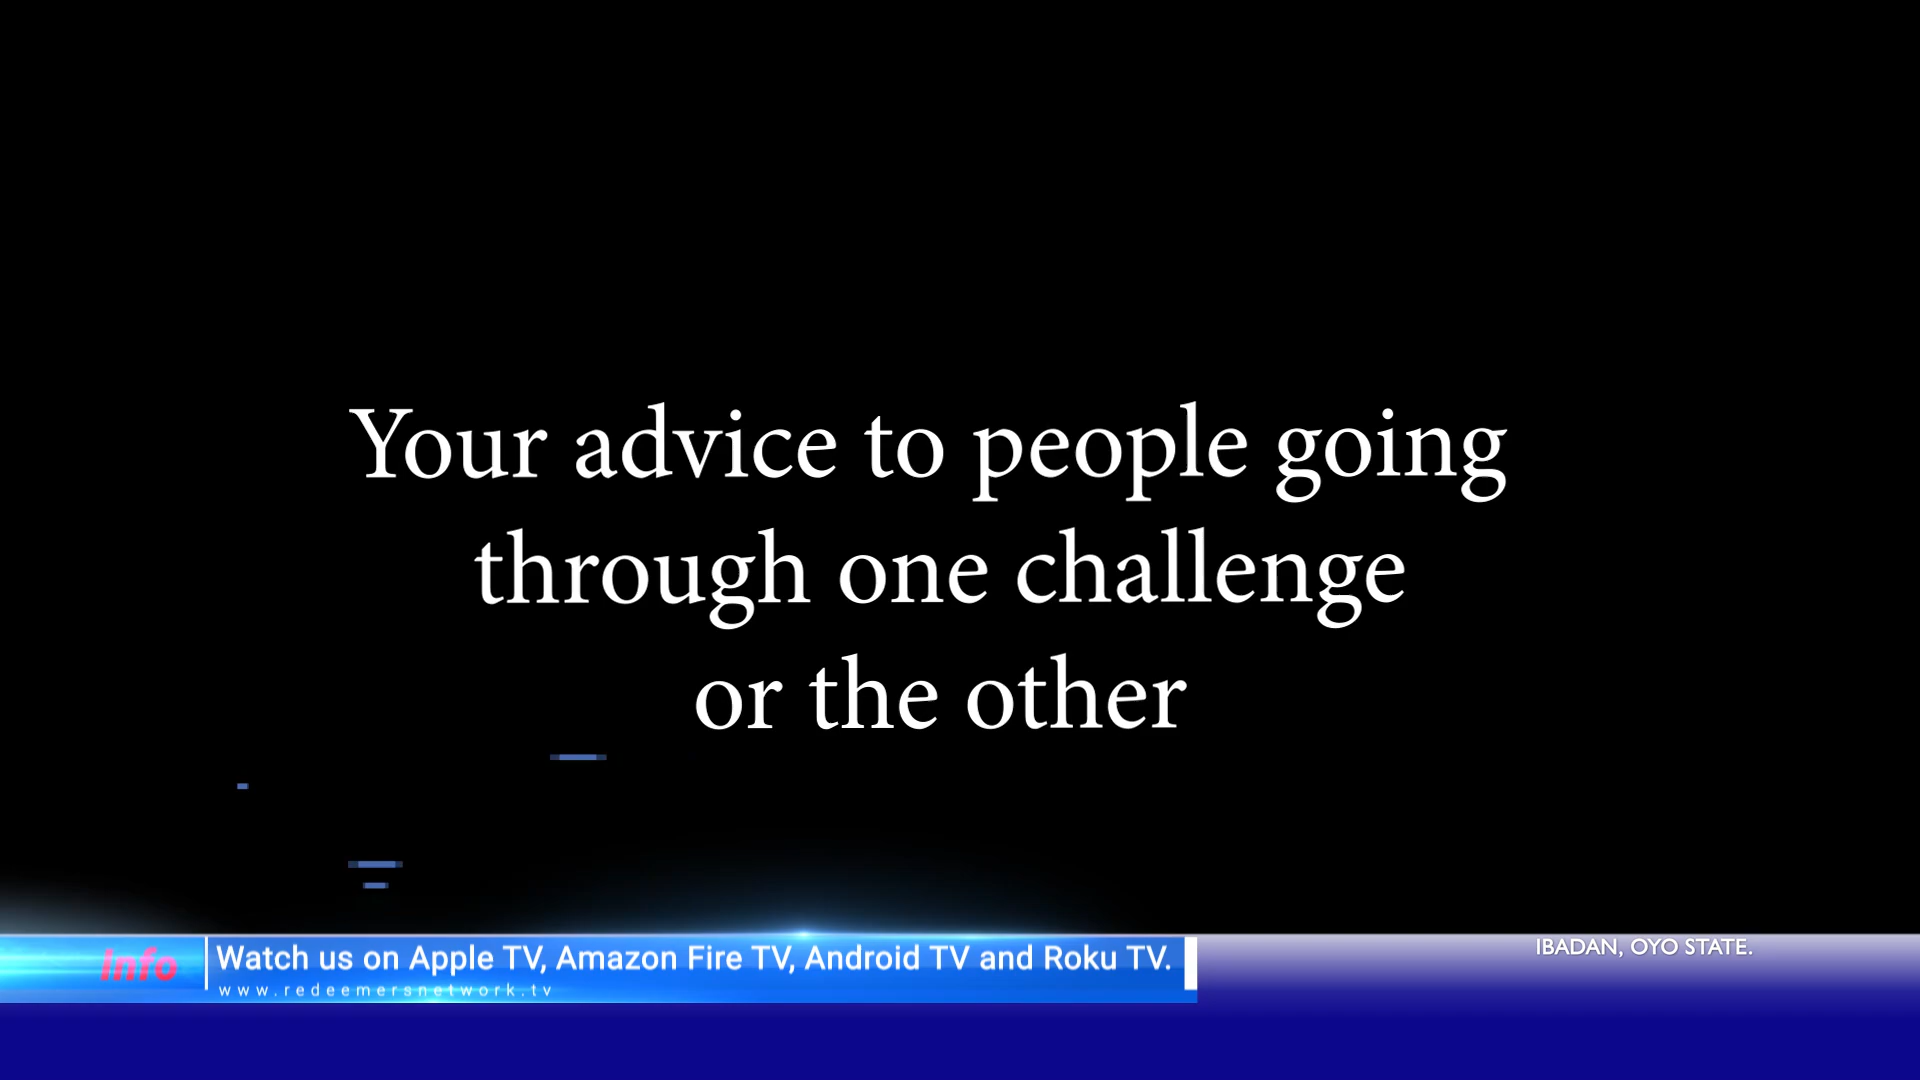 Your advice to people going
through one challenge
or the other
IBADAN, OYO STATE.
Info
Watch us on Apple TV, Amazon Fire TV, Android TV and Roku TV.
www.redeemersnetwork.tv